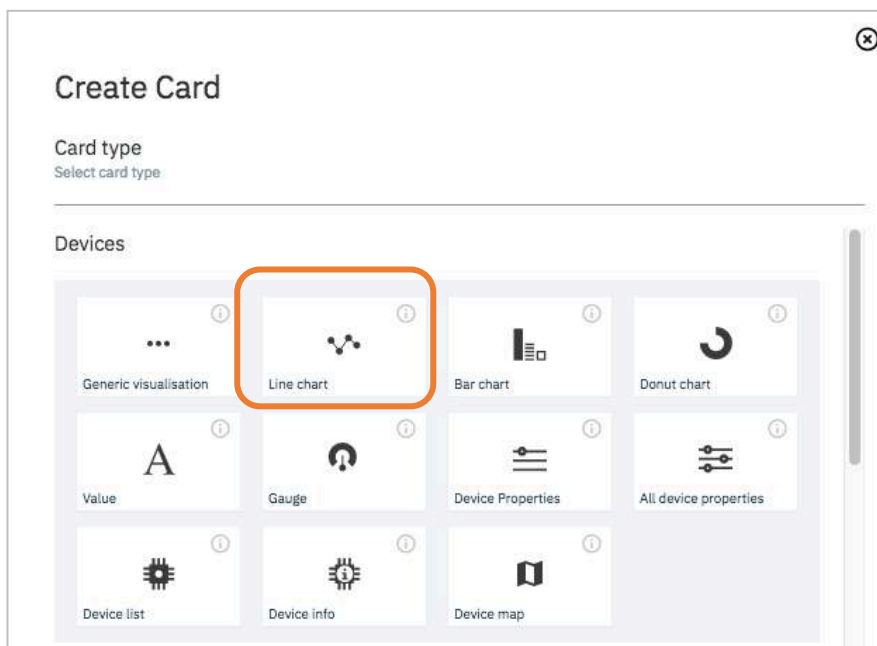 Create Card
Card type
Select card type
Devices
Generic visualisation
Line chart
Bar chart
Donut chart
A
Value
Gauge
Device Properties
All device properties
Device list
Device info
Device map